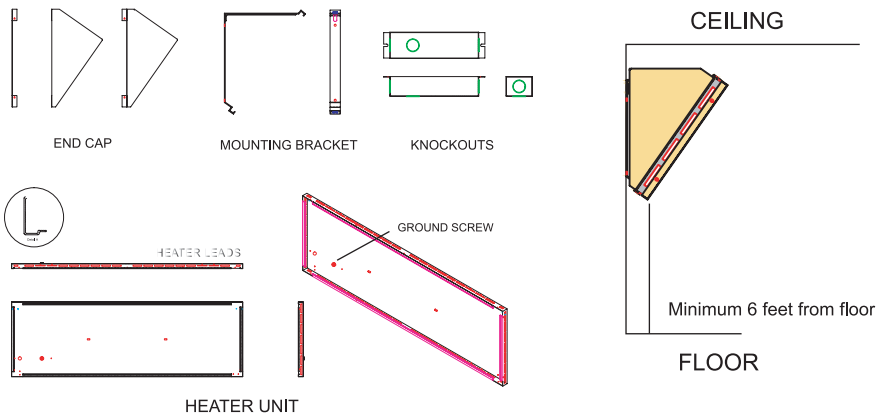 CEILING
END CAP
MOUNTING BRACKET
KNOCKOUTS
GROUND SCREW
HEATER LEADS
Minimum 6 feet from floor
FLOOR
HEATER UNIT